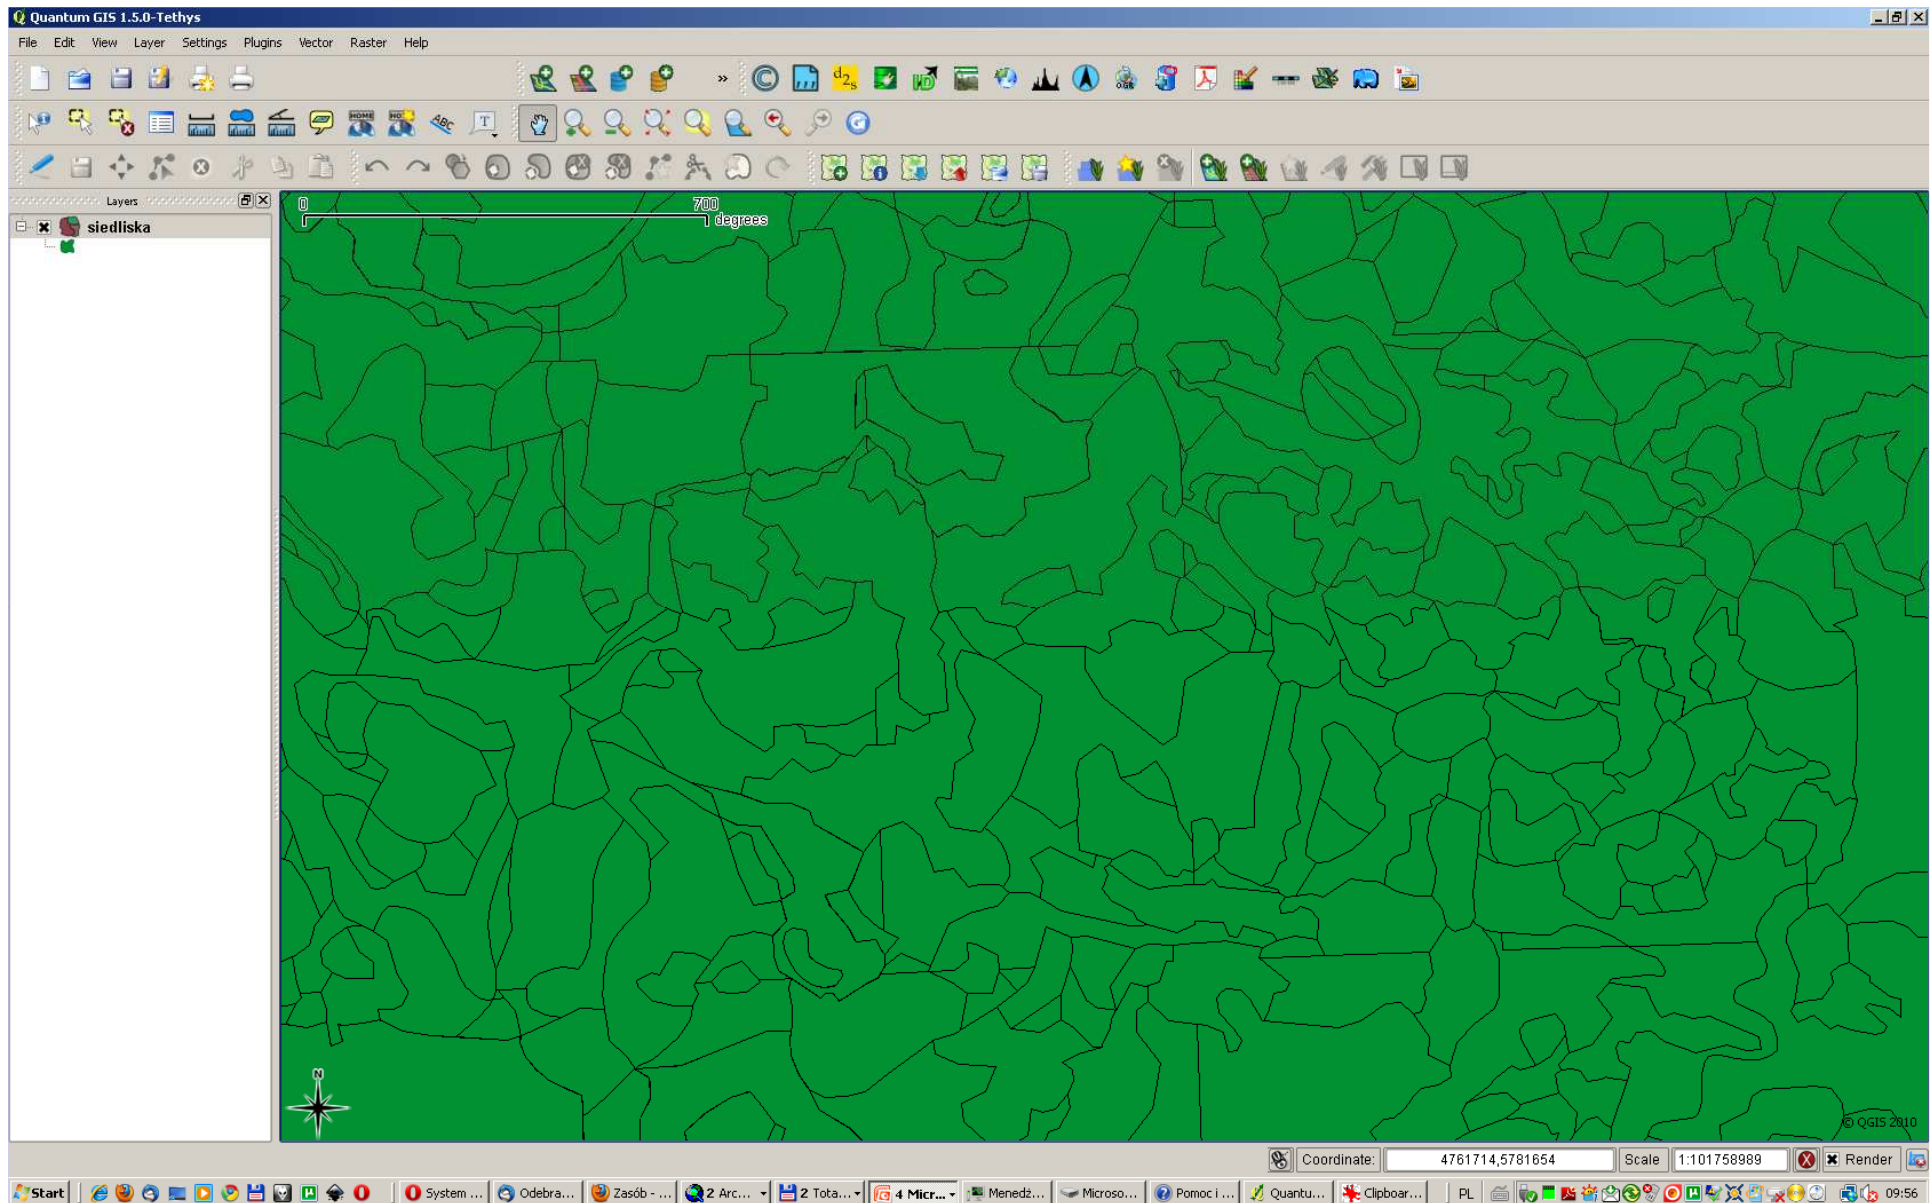 Quantum GIS 1.5.0-Tethys
File Edit View Layer Settings Plugins Vector Raster Help
Layers
siedliska
0 700
degrees
N
© QGIS 2010
Coordinate: 4761714,5781654 Scale 1:101758989 Render
Start System ... Odebra... Zasób - ... 2 Arc... 2 Tota... 4 Micr... Menedż... Microso... Pomoc i ... Quantu... Clipboar... PL 09:56